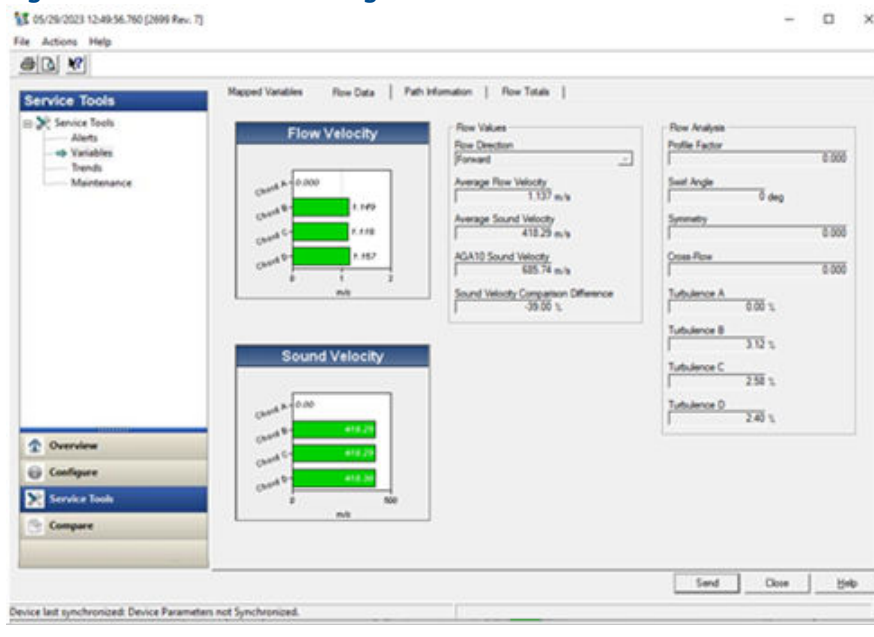 05/29/2023 12:49:56.760 [2699 Rev. 7]
File Actions Help
Service Tools
Service Tools
Alerts
Variables
Trends
Maintenance
Overview
Configure
Service Tools
Compare
Mapped Variables Flow Data Path Information Flow Totals
Flow Velocity
Chord A 0.000
Chord B 1.149
Chord C 1.118
Chord D 1.157
0 1 2
m/s
Sound Velocity
Chord A 0.00
Chord B 418.29
Chord C 418.29
Chord D 418.30
0 500
m/s
Flow Values
Flow Direction
Forward
Average Flow Velocity
1.137 m/s
Average Sound Velocity
418.29 m/s
AGA10 Sound Velocity
685.74 m/s
Sound Velocity Comparison Difference
-39.00 %
Flow Analysis
Profile Factor
0.000
Swirl Angle
0 deg
Symmetry
0.000
Cross-Flow
0.000
Turbulence A
0.00 %
Turbulence B
3.12 %
Turbulence C
2.58 %
Turbulence D
2.40 %
Send Close Help
Device last synchronized: Device Parameters not Synchronized.